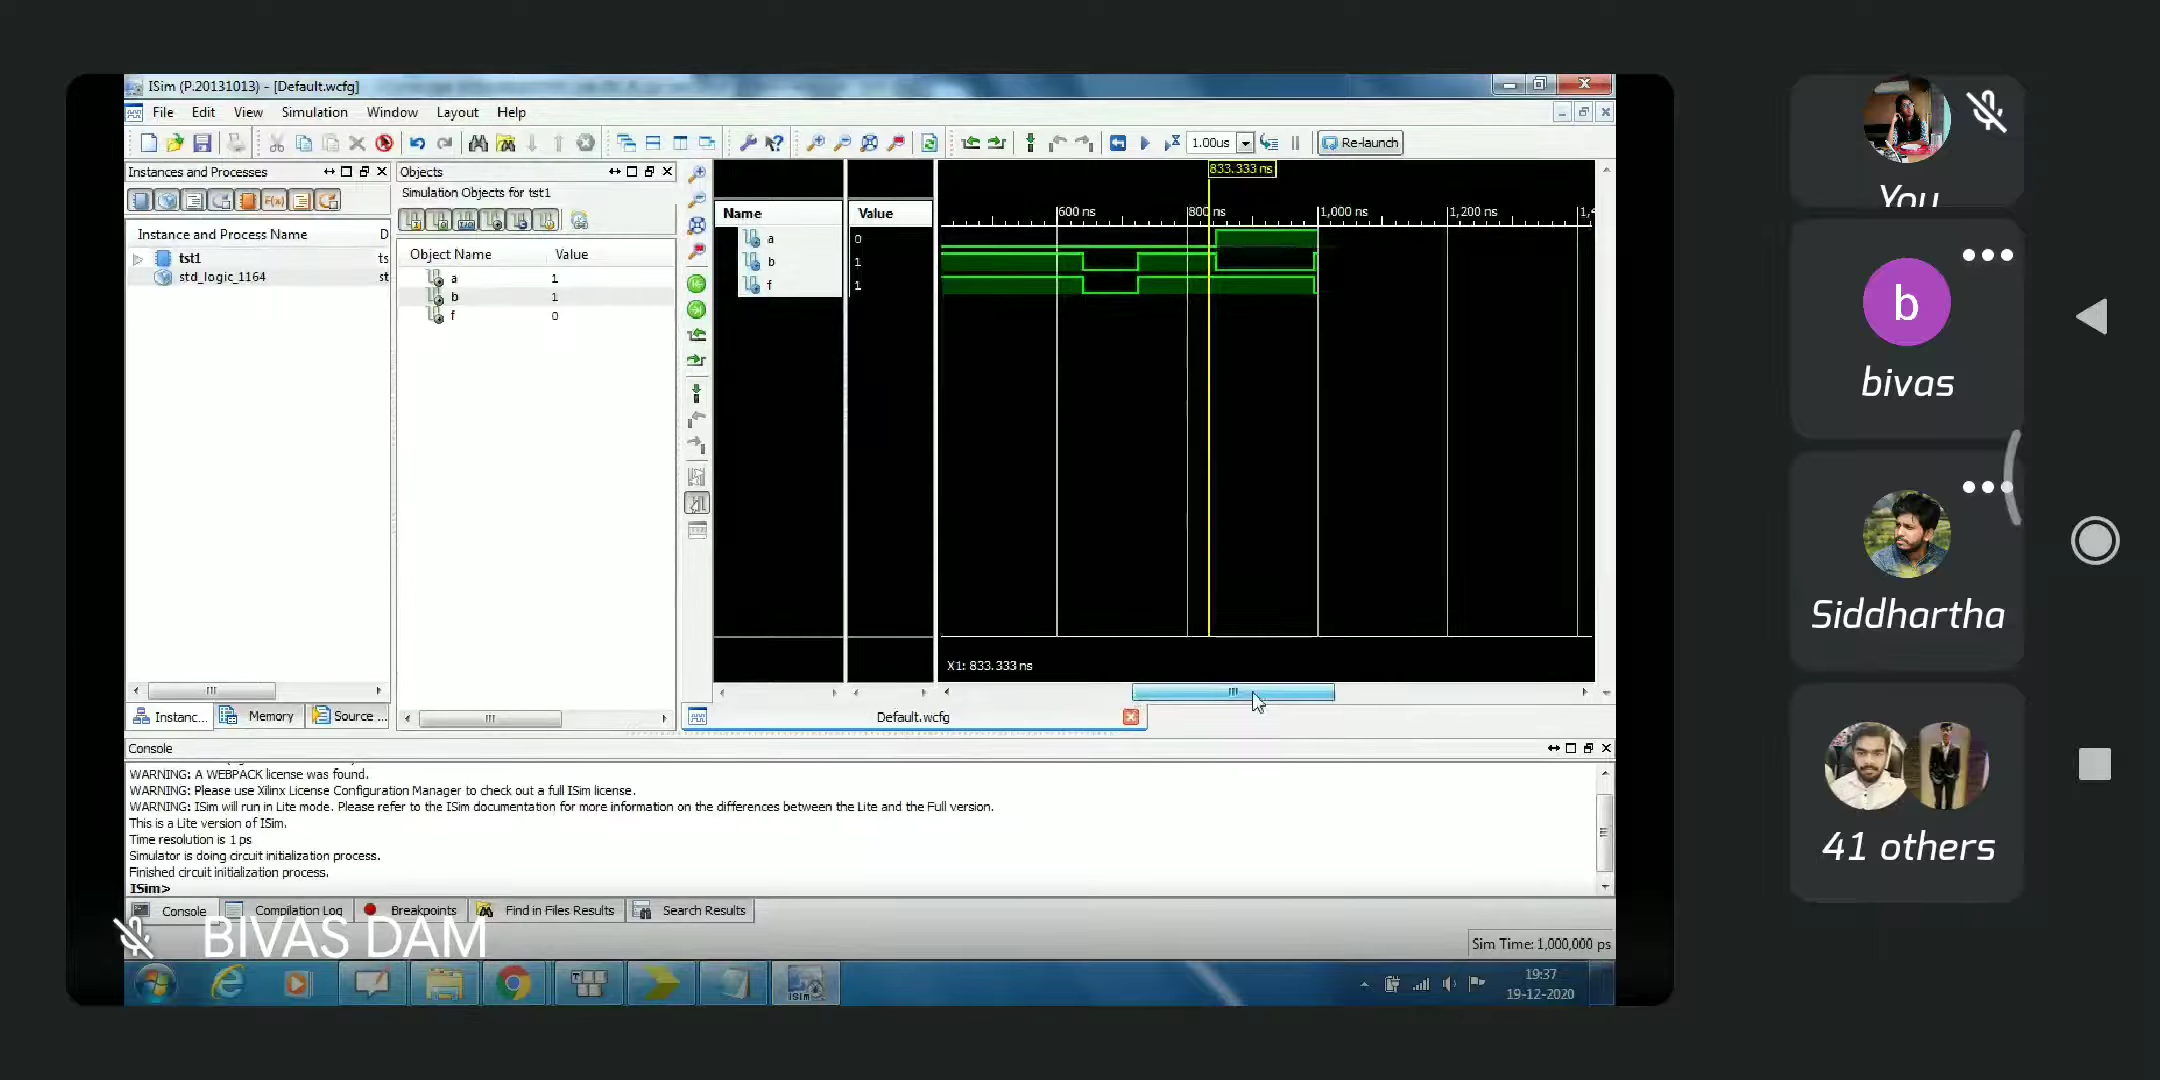 ISim (P.20131013) - [Default.wcfg]
File Edit View Simulation Window Layout Help
1.00us Re-launch
Instances and Processes
Instance and Process Name D
tst1 ts
std_logic_1164 st
Instanc... Memory Source ...
Objects
Simulation Objects for tst1
Object Name Value
a 1
b 1
f 0
Name Value
a 0
b 1
f 1
833.333 ns
600 ns 800 ns 1,000 ns 1,200 ns 1,4
X1: 833.333 ns
Default.wcfg
Console
WARNING: A WEBPACK license was found.
WARNING: Please use Xilinx License Configuration Manager to check out a full ISim license.
WARNING: ISim will run in Lite mode. Please refer to the ISim documentation for more information on the differences between the Lite and the Full version.
This is a Lite version of ISim.
Time resolution is 1 ps
Simulator is doing circuit initialization process.
Finished circuit initialization process.
ISim>
Console Compilation Log Breakpoints Find in Files Results Search Results
BIVAS DAM
Sim Time: 1,000,000 ps
ISim
19:37
19-12-2020
You
b
bivas
Siddhartha
41 others